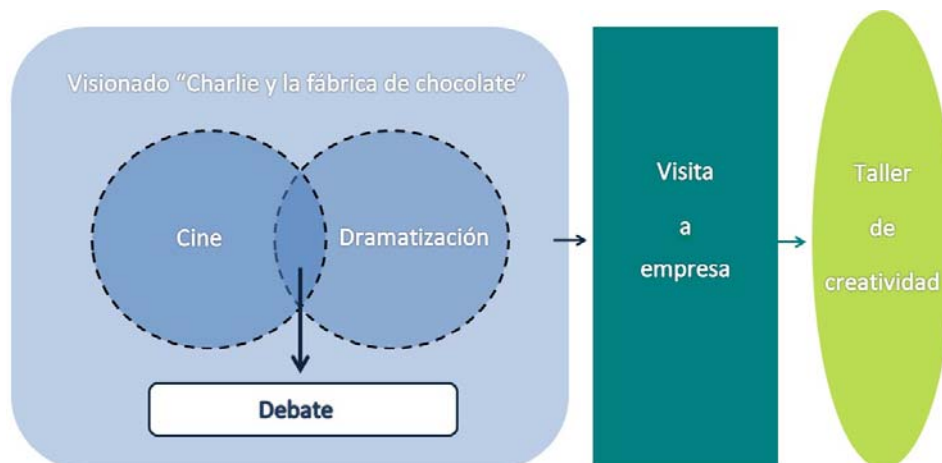 Visionado “Charlie y la fábrica de chocolate”
Cine
Dramatización
Debate
Visita
a
empresa
Taller
de
creatividad